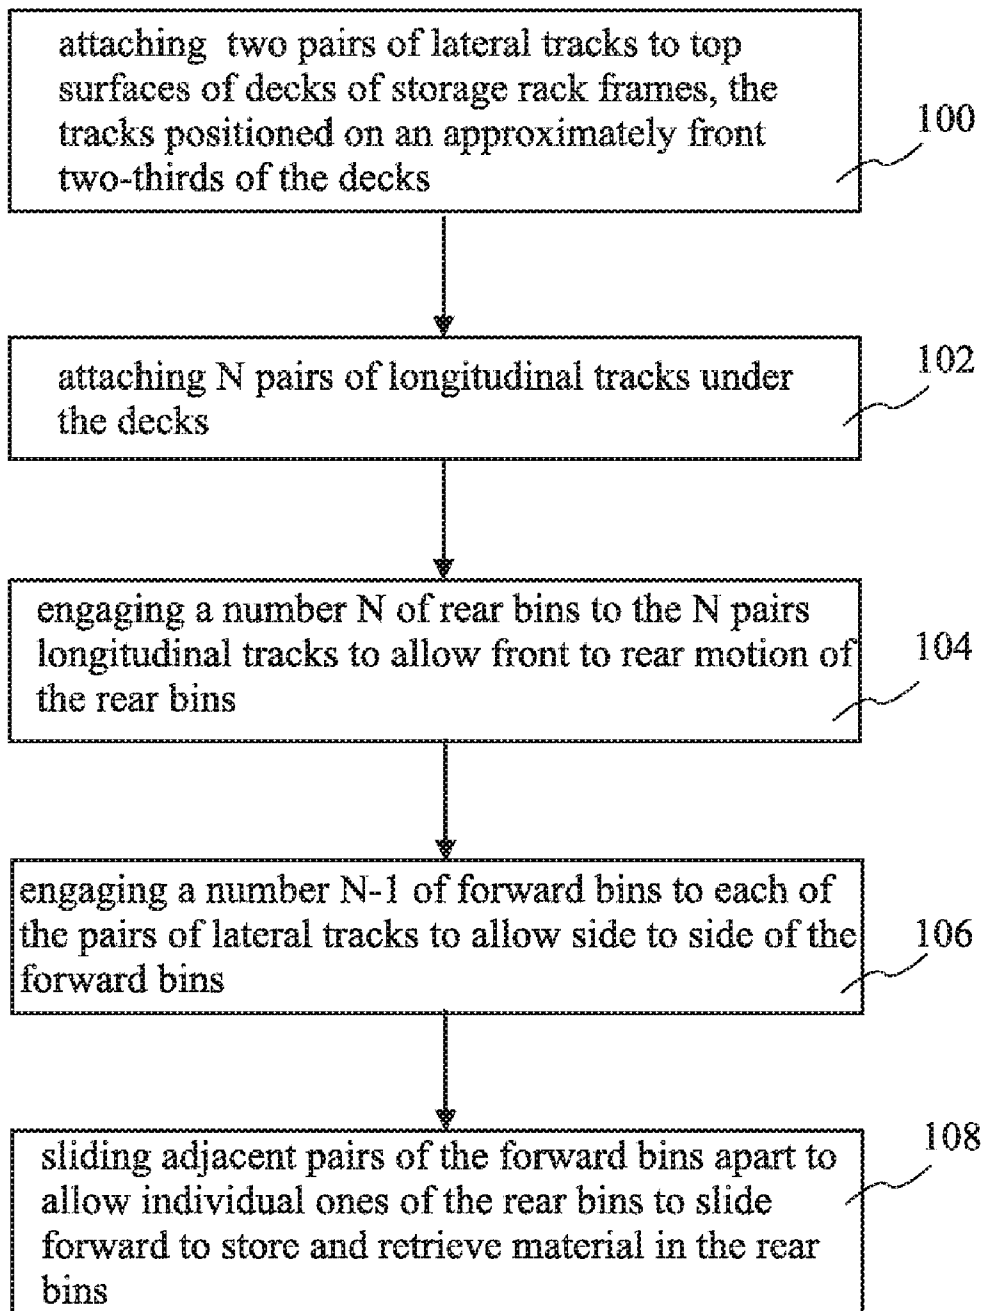 attaching two pairs of lateral tracks to top
surfaces of decks of storage rack frames, the
tracks positioned on an approximately front
two-thirds of the decks
100
attaching N pairs of longitudinal tracks under
the decks
102
engaging a number N of rear bins to the N pairs
longitudinal tracks to allow front to rear motion of
the rear bins
104
engaging a number N-1 of forward bins to each of
the pairs of lateral tracks to allow side to side of the
forward bins
106
sliding adjacent pairs of the forward bins apart to
allow individual ones of the rear bins to slide
forward to store and retrieve material in the rear
bins
108